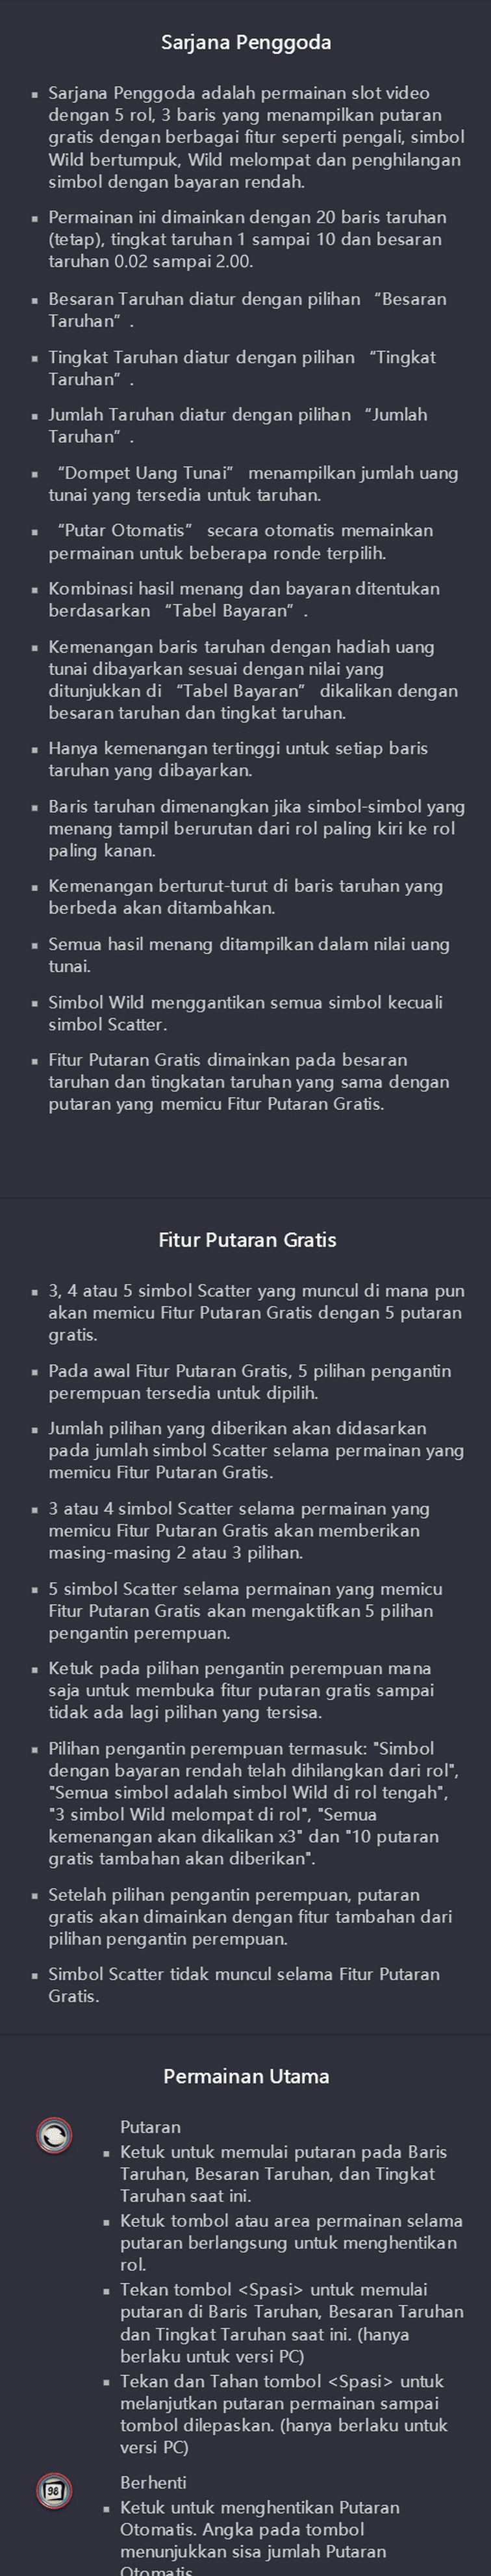 Sarjana Penggoda
▪ Sarjana Penggoda adalah permainan slot video
dengan 5 rol, 3 baris yang menampilkan putaran
gratis dengan berbagai fitur seperti pengali, simbol
Wild bertumpuk, Wild melompat dan penghilangan
simbol dengan bayaran rendah.
▪ Permainan ini dimainkan dengan 20 baris taruhan
(tetap), tingkat taruhan 1 sampai 10 dan besaran
taruhan 0.02 sampai 2.00.
▪ Besaran Taruhan diatur dengan pilihan “Besaran
Taruhan” .
▪ Tingkat Taruhan diatur dengan pilihan “Tingkat
Taruhan” .
▪ Jumlah Taruhan diatur dengan pilihan “Jumlah
Taruhan” .
▪ “Dompet Uang Tunai” menampilkan jumlah uang
tunai yang tersedia untuk taruhan.
▪ “Putar Otomatis” secara otomatis memainkan
permainan untuk beberapa ronde terpilih.
▪ Kombinasi hasil menang dan bayaran ditentukan
berdasarkan “Tabel Bayaran” .
▪ Kemenangan baris taruhan dengan hadiah uang
tunai dibayarkan sesuai dengan nilai yang
ditunjukkan di “Tabel Bayaran” dikalikan dengan
besaran taruhan dan tingkat taruhan.
▪ Hanya kemenangan tertinggi untuk setiap baris
taruhan yang dibayarkan.
▪ Baris taruhan dimenangkan jika simbol-simbol yang
menang tampil berurutan dari rol paling kiri ke rol
paling kanan.
▪ Kemenangan berturut-turut di baris taruhan yang
berbeda akan ditambahkan.
▪ Semua hasil menang ditampilkan dalam nilai uang
tunai.
▪ Simbol Wild menggantikan semua simbol kecuali
simbol Scatter.
▪ Fitur Putaran Gratis dimainkan pada besaran
taruhan dan tingkatan taruhan yang sama dengan
putaran yang memicu Fitur Putaran Gratis.
Fitur Putaran Gratis
▪ 3, 4 atau 5 simbol Scatter yang muncul di mana pun
akan memicu Fitur Putaran Gratis dengan 5 putaran
gratis.
▪ Pada awal Fitur Putaran Gratis, 5 pilihan pengantin
perempuan tersedia untuk dipilih.
▪ Jumlah pilihan yang diberikan akan didasarkan
pada jumlah simbol Scatter selama permainan yang
memicu Fitur Putaran Gratis.
▪ 3 atau 4 simbol Scatter selama permainan yang
memicu Fitur Putaran Gratis akan memberikan
masing-masing 2 atau 3 pilihan.
▪ 5 simbol Scatter selama permainan yang memicu
Fitur Putaran Gratis akan mengaktifkan 5 pilihan
pengantin perempuan.
▪ Ketuk pada pilihan pengantin perempuan mana
saja untuk membuka fitur putaran gratis sampai
tidak ada lagi pilihan yang tersisa.
▪ Pilihan pengantin perempuan termasuk: "Simbol
dengan bayaran rendah telah dihilangkan dari rol",
"Semua simbol adalah simbol Wild di rol tengah",
"3 simbol Wild melompat di rol", "Semua
kemenangan akan dikalikan x3" dan "10 putaran
gratis tambahan akan diberikan".
▪ Setelah pilihan pengantin perempuan, putaran
gratis akan dimainkan dengan fitur tambahan dari
pilihan pengantin perempuan.
▪ Simbol Scatter tidak muncul selama Fitur Putaran
Gratis.
Permainan Utama
Putaran
▪ Ketuk untuk memulai putaran pada Baris
Taruhan, Besaran Taruhan, dan Tingkat
Taruhan saat ini.
▪ Ketuk tombol atau area permainan selama
putaran berlangsung untuk menghentikan
rol.
▪ Tekan tombol <Spasi> untuk memulai
putaran di Baris Taruhan, Besaran Taruhan
dan Tingkat Taruhan saat ini. (hanya
berlaku untuk versi PC)
▪ Tekan dan Tahan tombol <Spasi> untuk
melanjutkan putaran permainan sampai
tombol dilepaskan. (hanya berlaku untuk
versi PC)
98
Berhenti
▪ Ketuk untuk menghentikan Putaran
Otomatis. Angka pada tombol
menunjukkan sisa jumlah Putaran
Otomatis